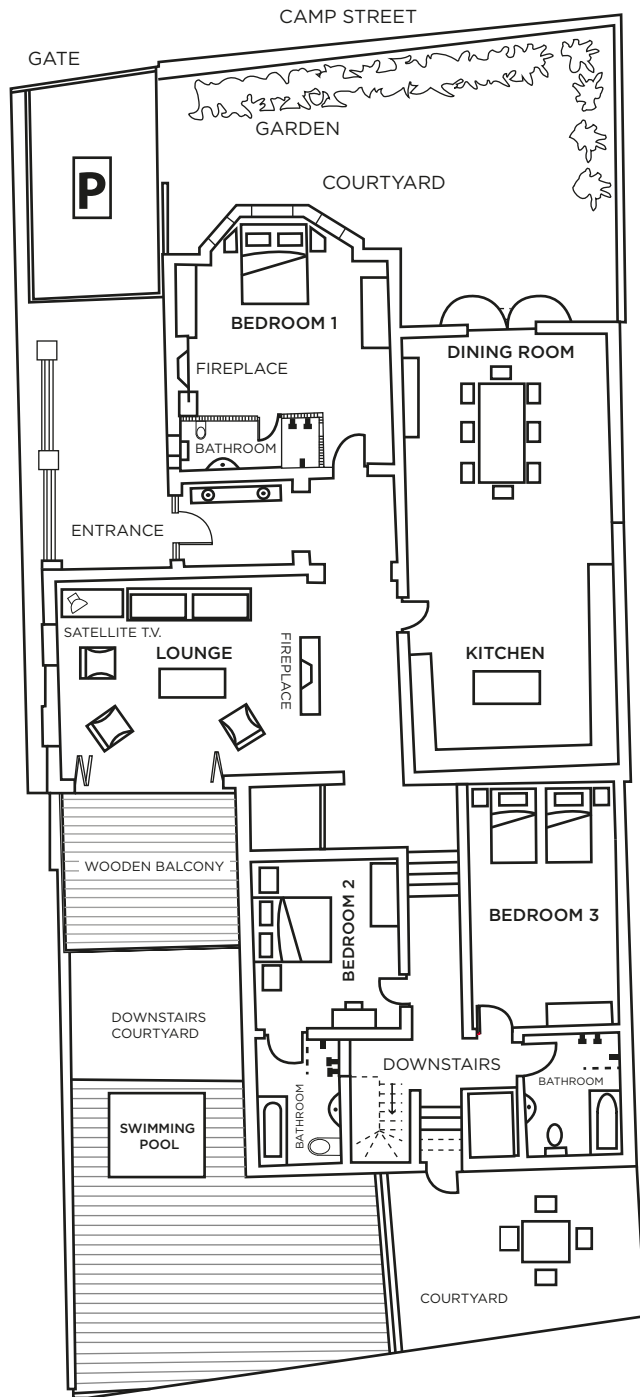 CAMP STREET
GATE
GARDEN
P
COURTYARD
BEDROOM 1
DINING ROOM
FIREPLACE
BATHROOM
ENTRANCE
SATELLITE T.V.
LOUNGE
FIREPLACE
KITCHEN
WOODEN BALCONY
BEDROOM 2
BEDROOM 3
DOWNSTAIRS
COURTYARD
DOWNSTAIRS
BATHROOM
BATHROOM
SWIMMING
POOL
COURTYARD